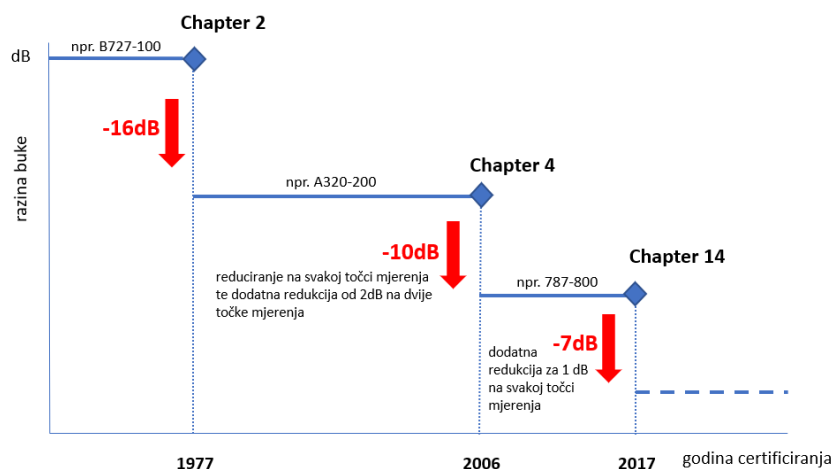 Chapter 2
npr. B727-100
dB
-16dB
razina buke
Chapter 4
npr. A320-200
-10dB
reduciranje na svakoj točci mjerenja
te dodatna redukcija od 2dB na dvije
točke mjerenja
Chapter 14
npr. 787-800
-7dB
dodatna
redukcija za 1 dB
na svakoj točci
mjerenja
1977
2006
2017
godina certificiranja